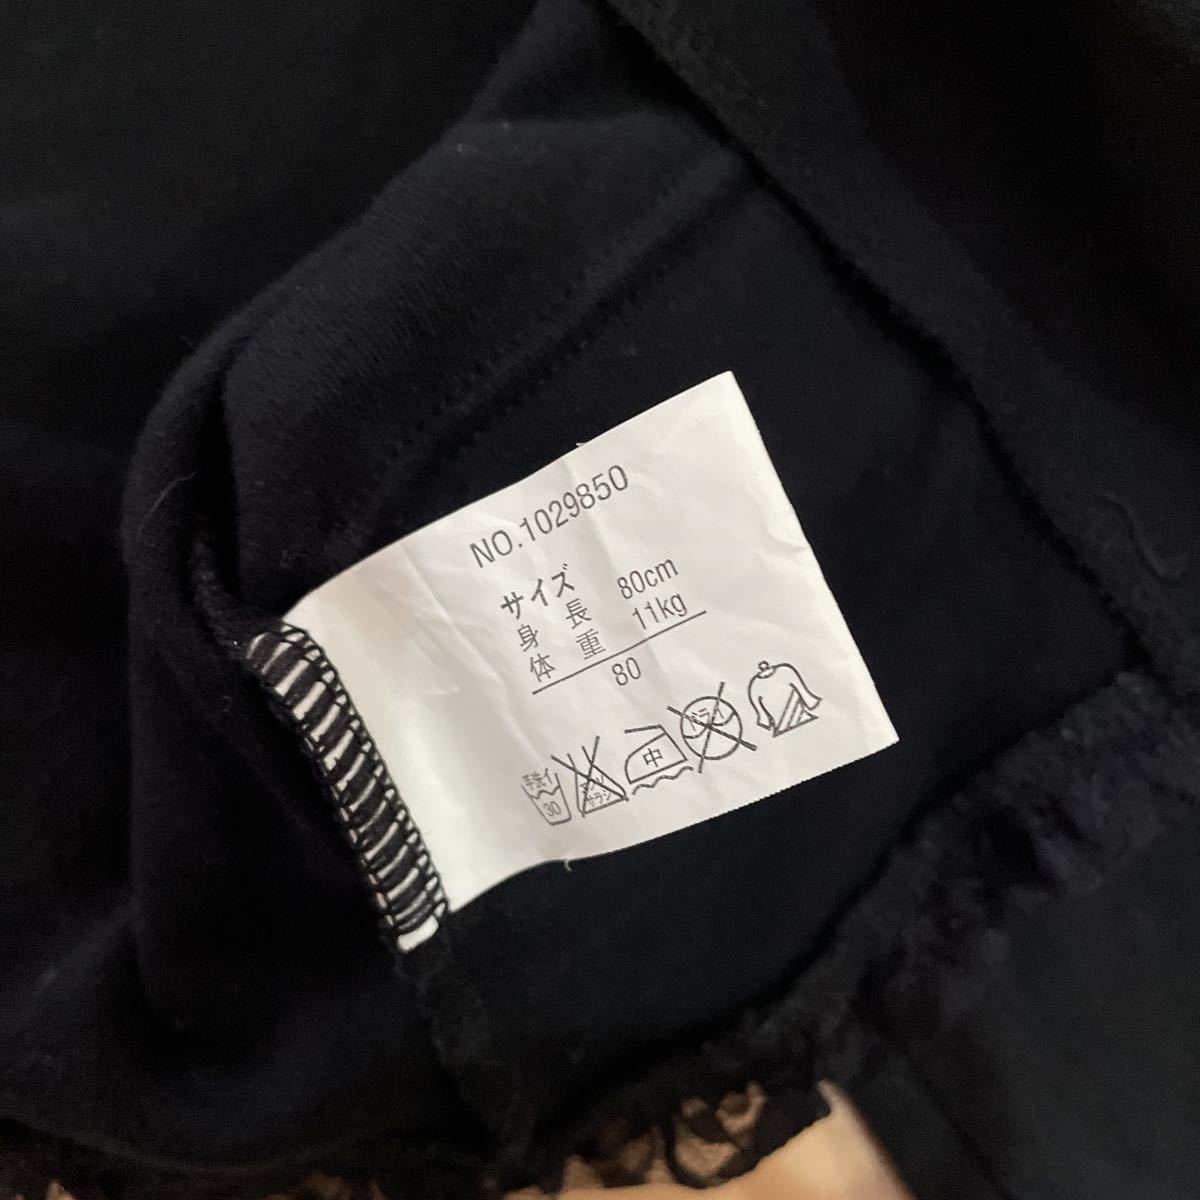 NO.1029850
サイズ
身 長 80cm
体 重 11kg
80
手洗イ 30 エンソサラシ 中 ドライ